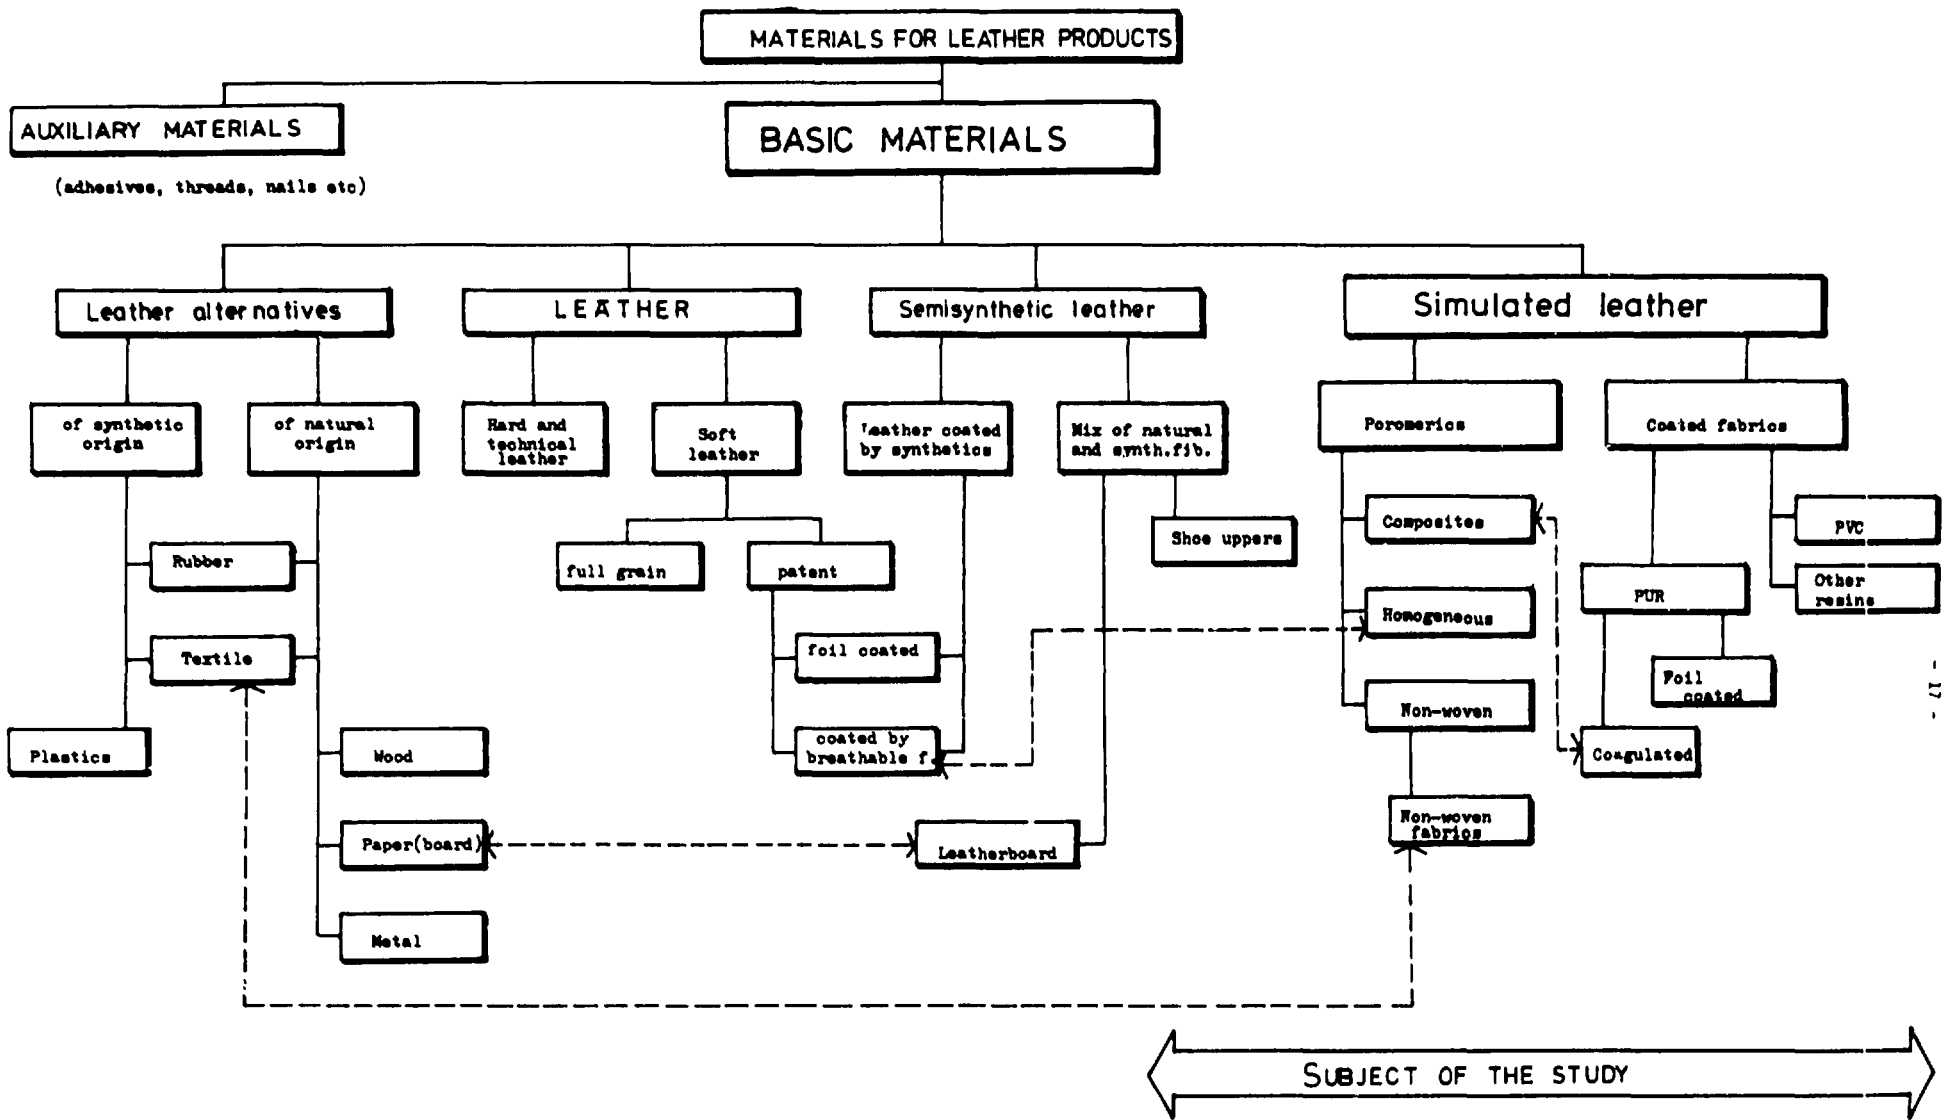 MATERIALS FOR LEATHER PRODUCTS
AUXILIARY MATERIALS
(adhesives, threads, nails etc)
BASIC MATERIALS
Leather alternatives
LEATHER
Semisynthetic leather
Simulated leather
of synthetic
origin
of natural
origin
Hard and
technical
leather
Soft
leather
Leather coated
by synthetics
Mix of natural
and synth.fib.
Poromerics
Coated fabrics
Rubber
Textile
Plastics
Wood
Paper(board)
Metal
full grain
patent
foil coated
coated by
breathable f.
Shoe uppers
Leatherboard
Composites
Homogeneous
Non-woven
Non-woven
fabrics
PVC
Other
resins
PUR
Foil
coated
Coagulated
- 17 -
SUBJECT OF THE STUDY